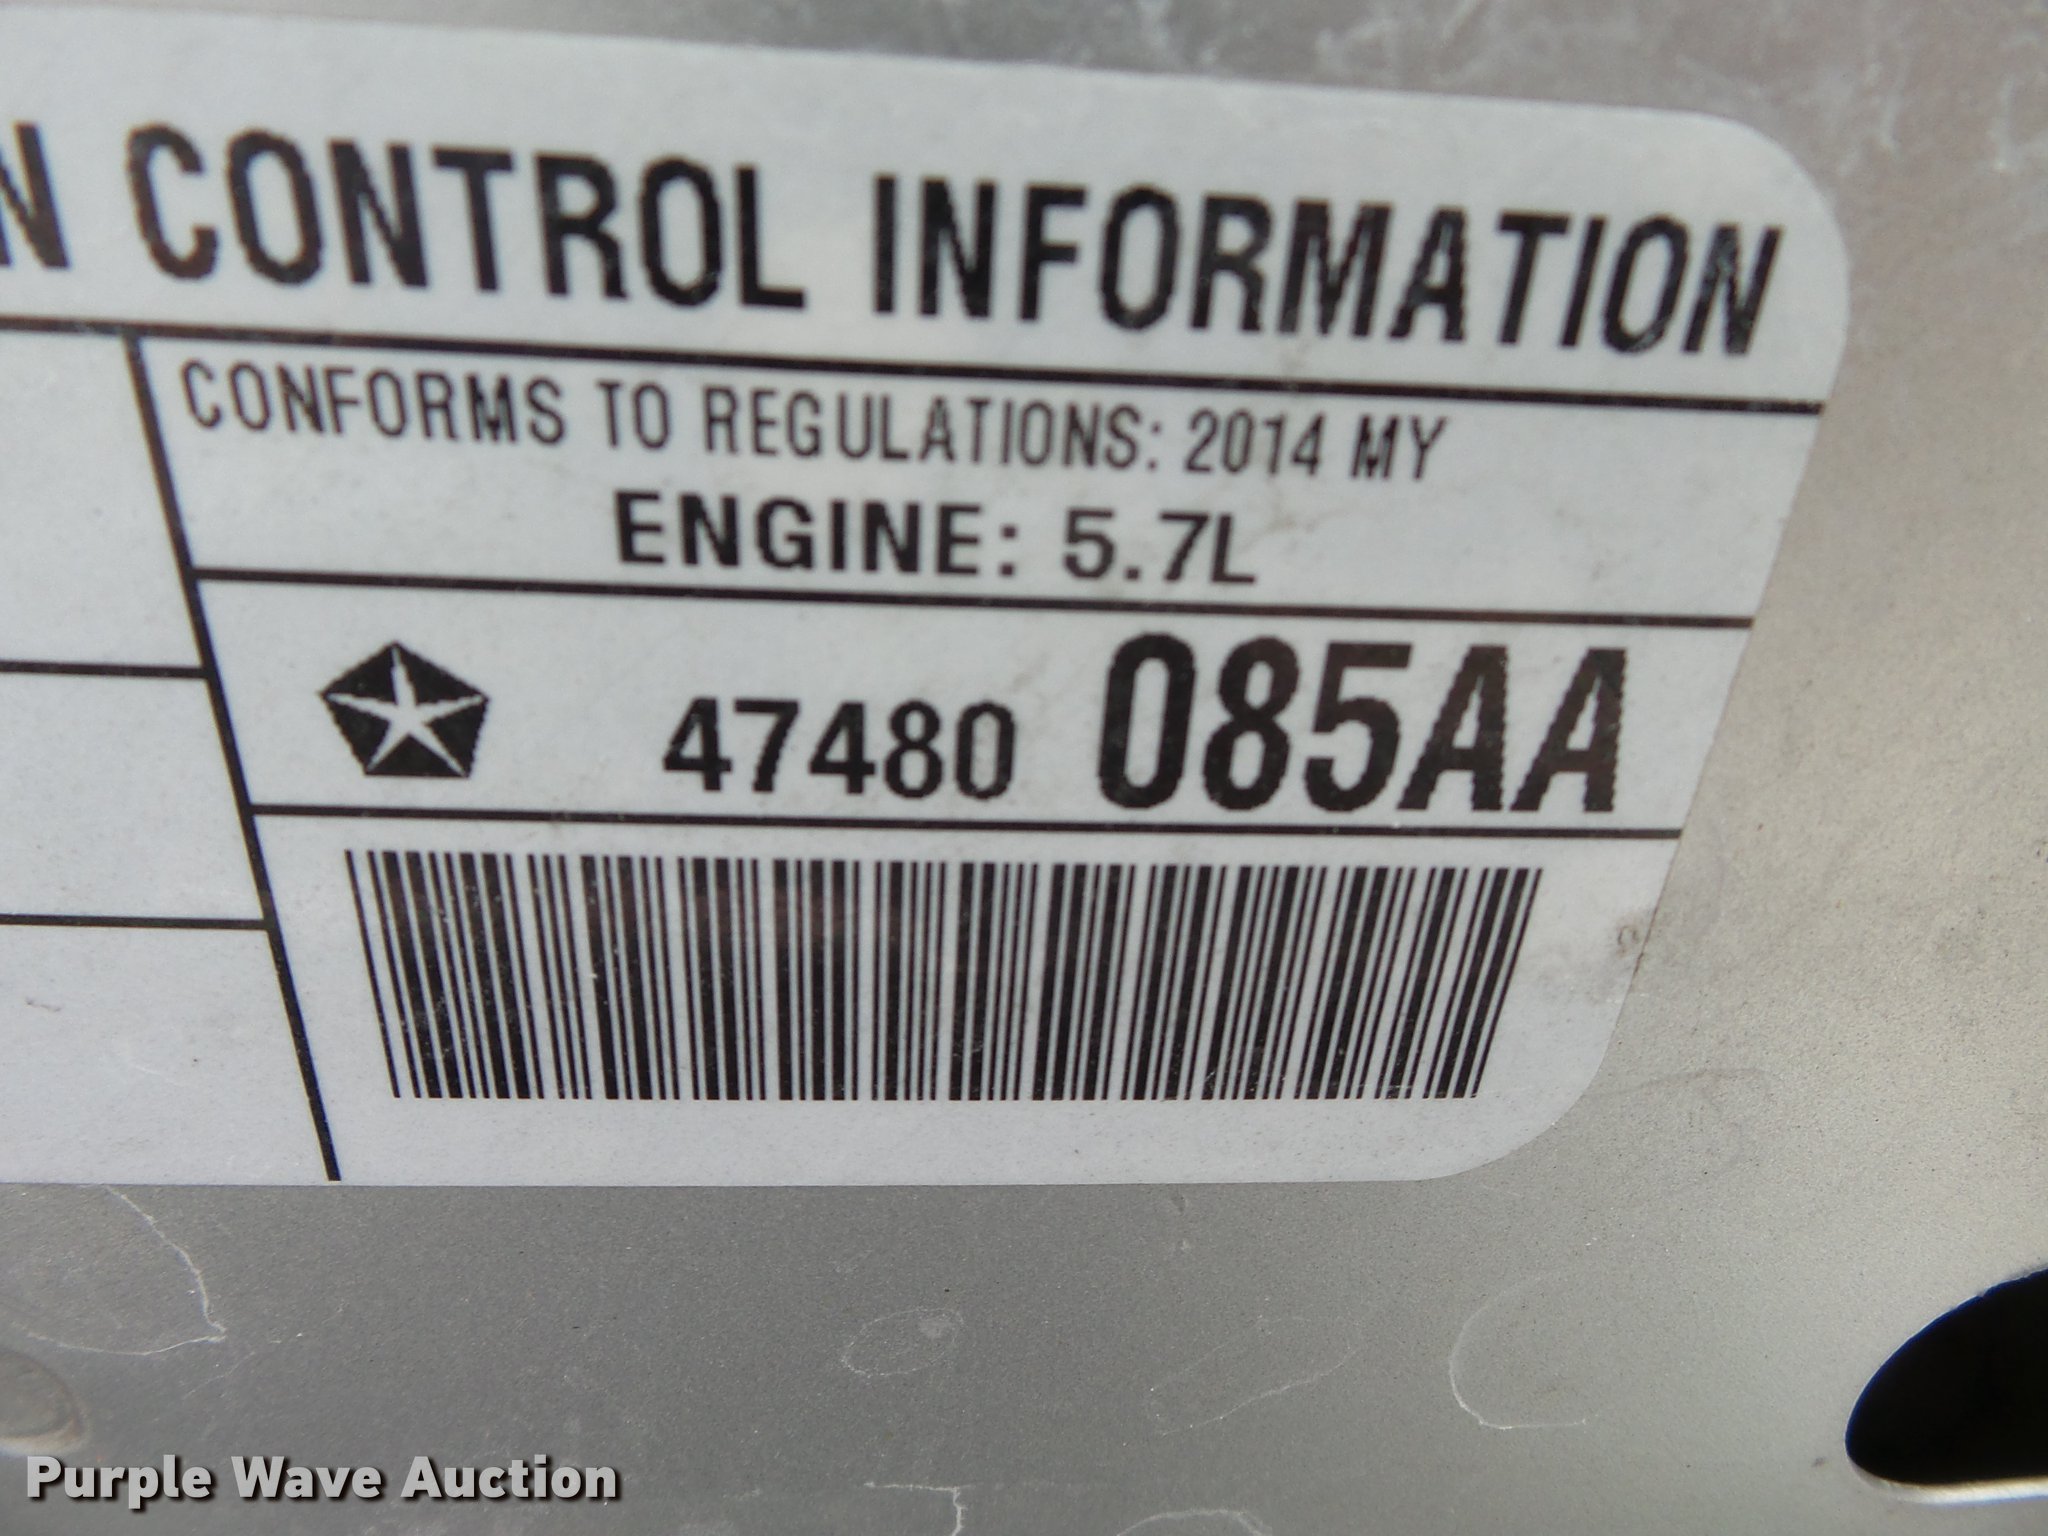 N CONTROL INFORMATION
CONFORMS TO REGULATIONS: 2014 MY
ENGINE: 5.7L
47480 085AA
Purple Wave Auction